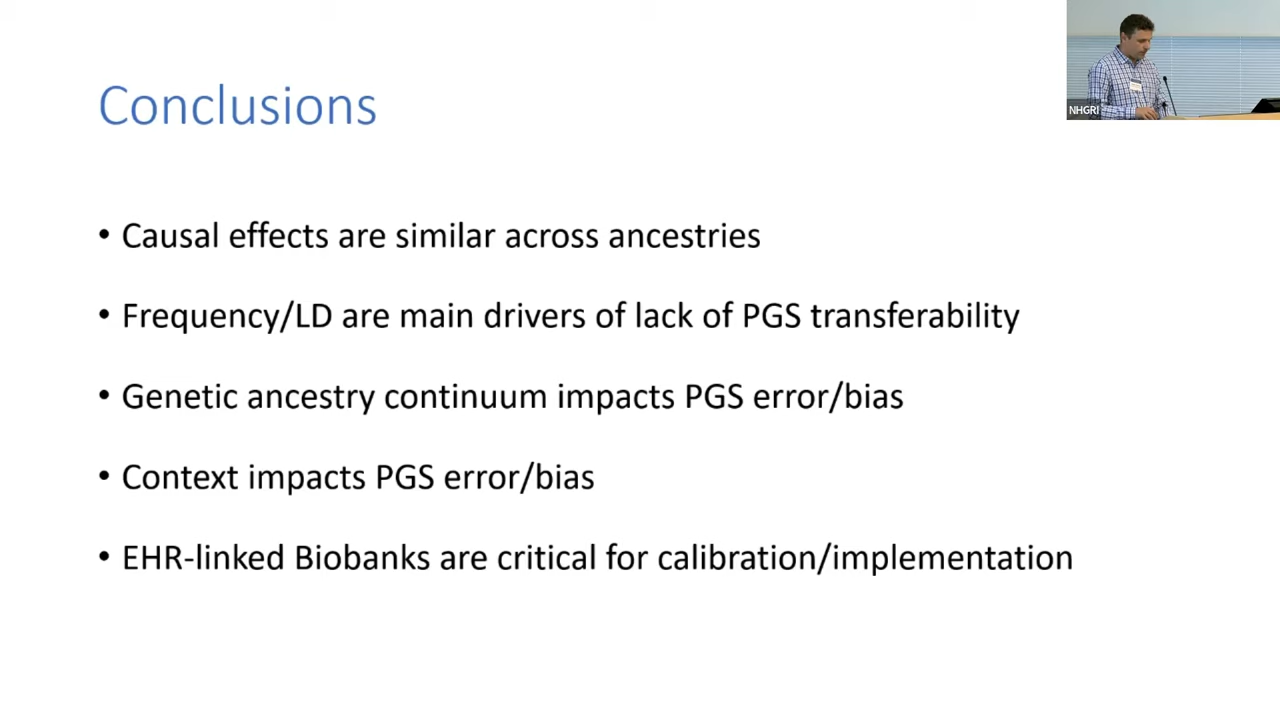 Conclusions
• Causal effects are similar across ancestries
• Frequency/LD are main drivers of lack of PGS transferability
• Genetic ancestry continuum impacts PGS error/bias
• Context impacts PGS error/bias
• EHR-linked Biobanks are critical for calibration/implementation
NHGRI